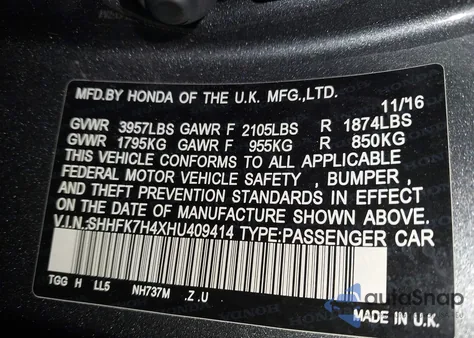 MFD.BY HONDA OF THE U.K. MFG.,LTD.
11/16
GVWR 3957LBS GAWR F 2105LBS R 1874LBS
GVWR 1795KG GAWR F 955KG R 850KG
THIS VEHICLE CONFORMS TO ALL APPLICABLE
FEDERAL MOTOR VEHICLE SAFETY , BUMPER ,
AND THEFT PREVENTION STANDARDS IN EFFECT
ON THE DATE OF MANUFACTURE SHOWN ABOVE.
V.I.N:SHHFK7H4XHU409414 TYPE:PASSENGER CAR
TGG H LL5 NH737M .Z.U
autoSnap
MADE IN U.K.